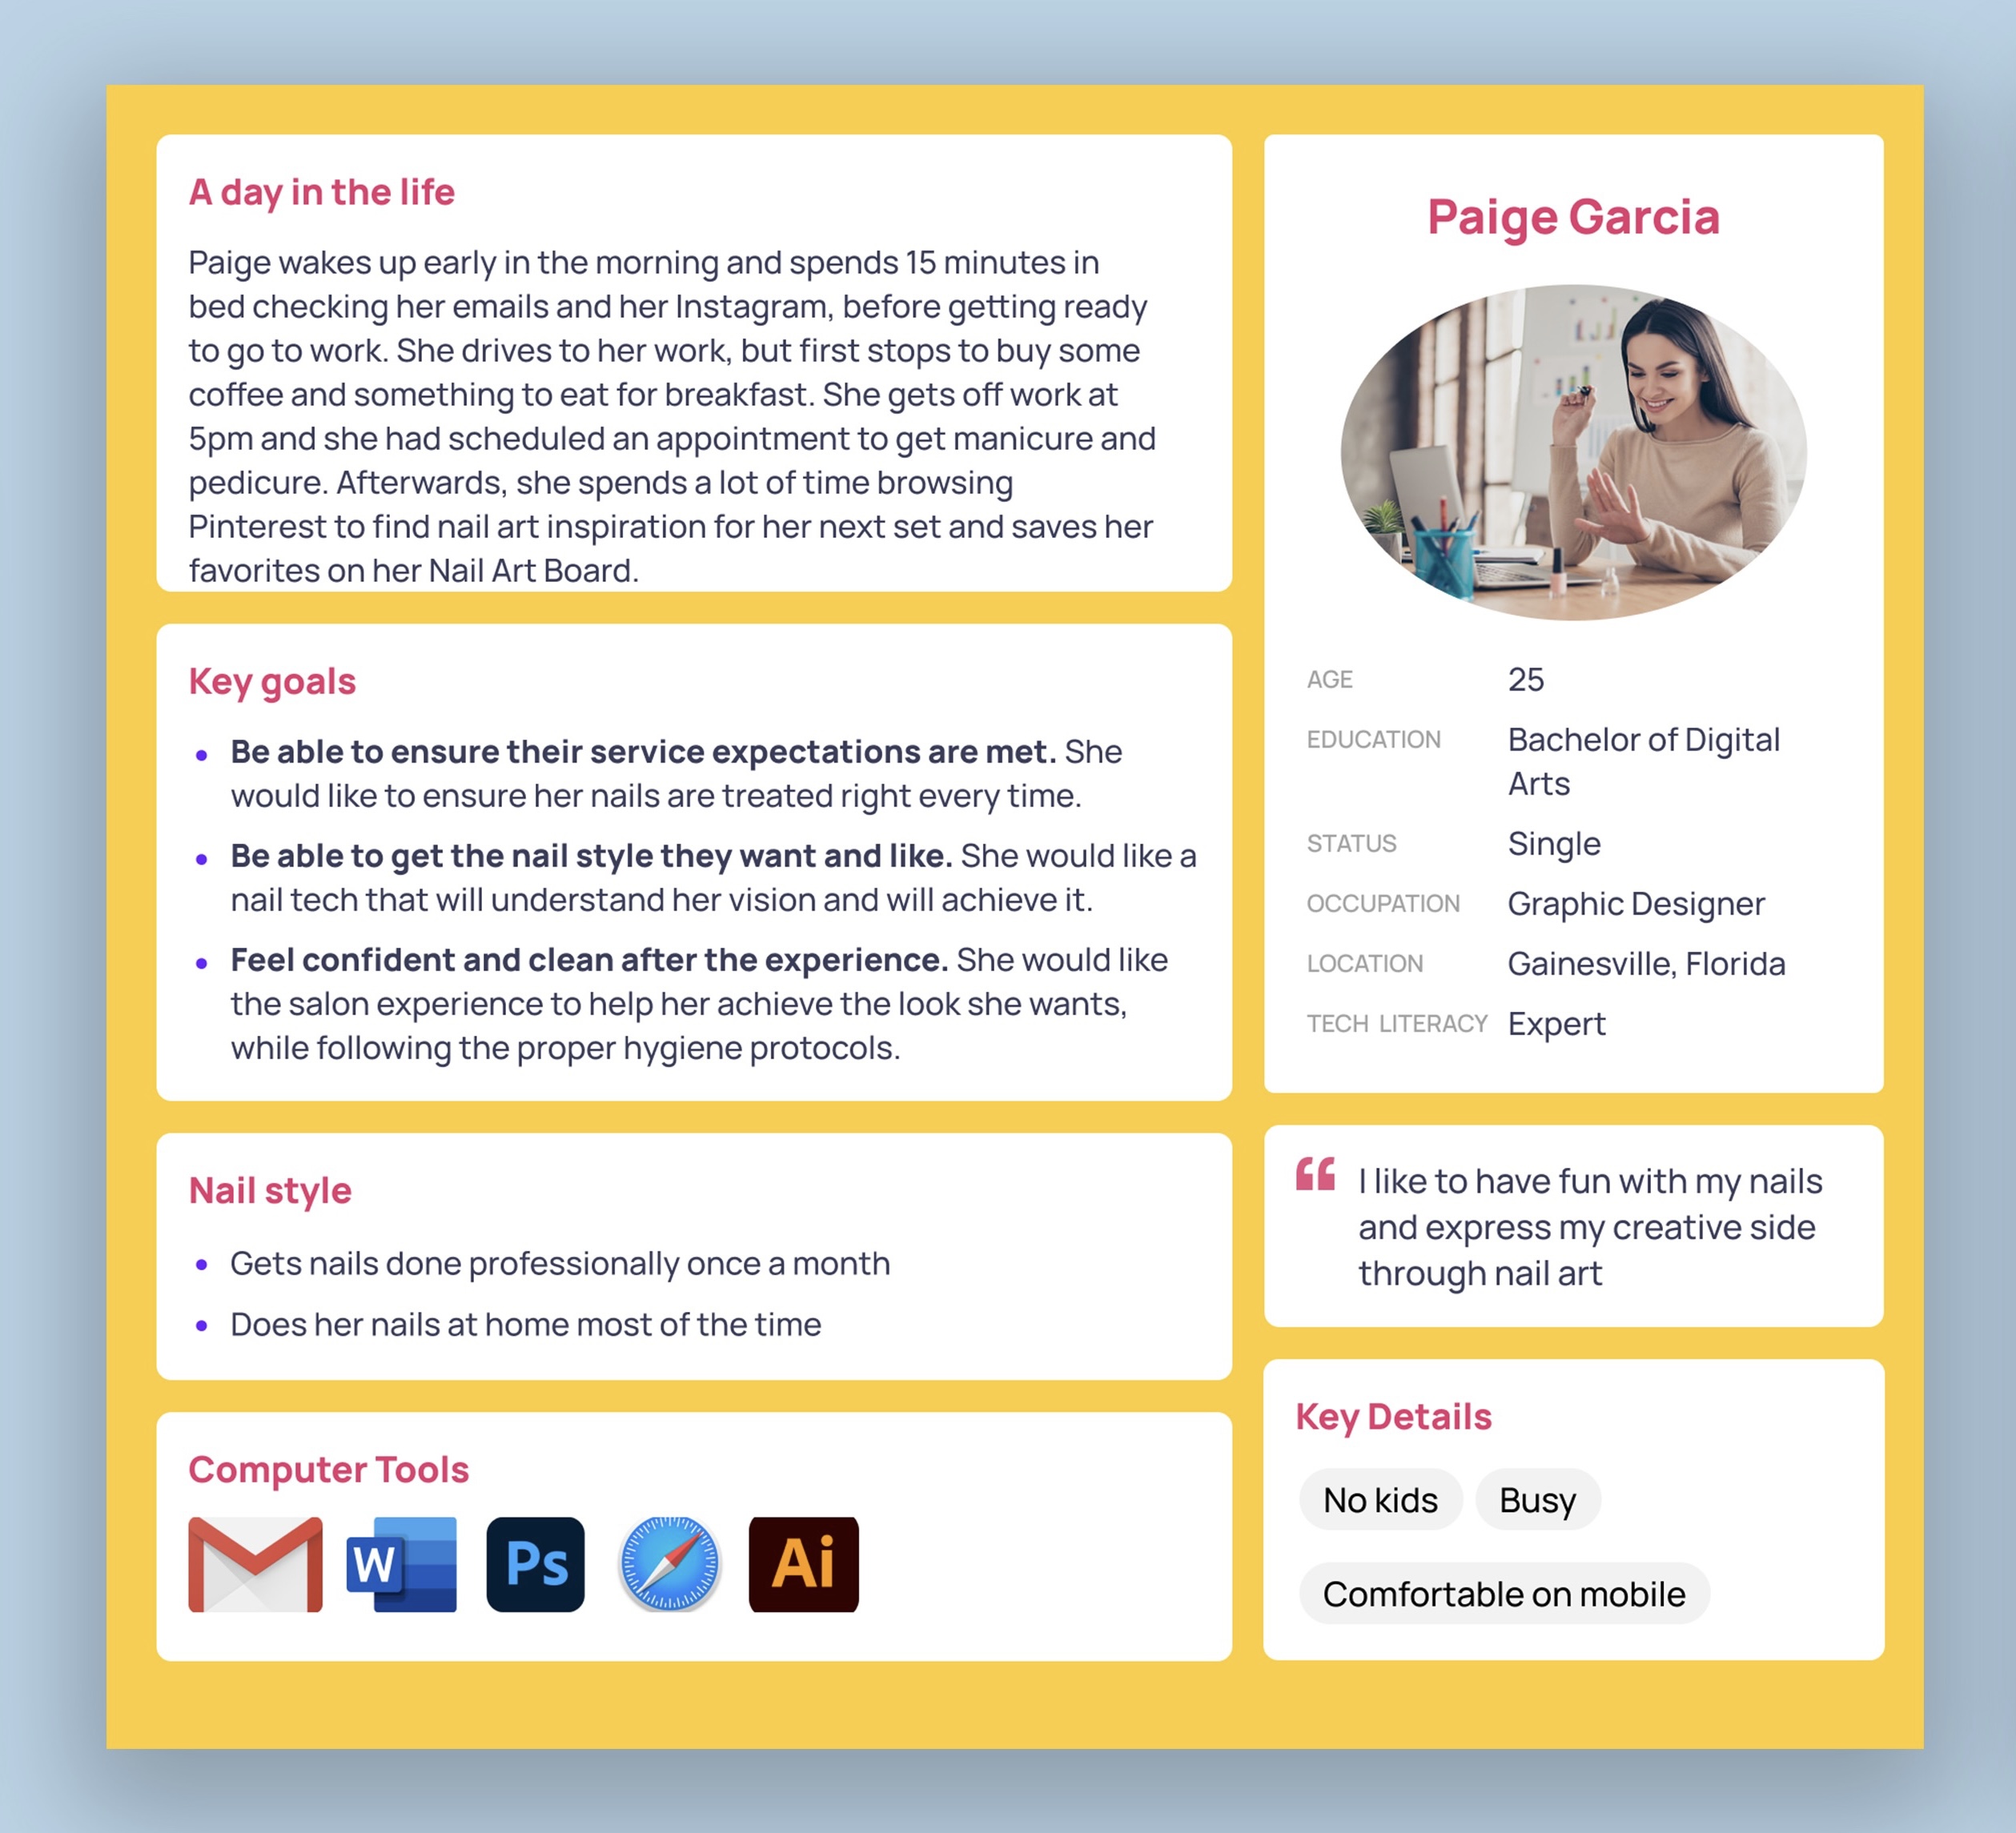 A day in the life
Paige wakes up early in the morning and spends 15 minutes in
bed checking her emails and her Instagram, before getting ready
to go to work. She drives to her work, but first stops to buy some
coffee and something to eat for breakfast. She gets off work at
5pm and she had scheduled an appointment to get manicure and
pedicure. Afterwards, she spends a lot of time browsing
Pinterest to find nail art inspiration for her next set and saves her
favorites on her Nail Art Board.
Key goals
• Be able to ensure their service expectations are met. She
would like to ensure her nails are treated right every time.
• Be able to get the nail style they want and like. She would like a
nail tech that will understand her vision and will achieve it.
• Feel confident and clean after the experience. She would like
the salon experience to help her achieve the look she wants,
while following the proper hygiene protocols.
Nail style
• Gets nails done professionally once a month
• Does her nails at home most of the time
Computer Tools
W
Ps
Ai
Paige Garcia
AGE 25
EDUCATION Bachelor of Digital
Arts
STATUS Single
OCCUPATION Graphic Designer
LOCATION Gainesville, Florida
TECH LITERACY Expert
“ I like to have fun with my nails
and express my creative side
through nail art
Key Details
No kids Busy
Comfortable on mobile